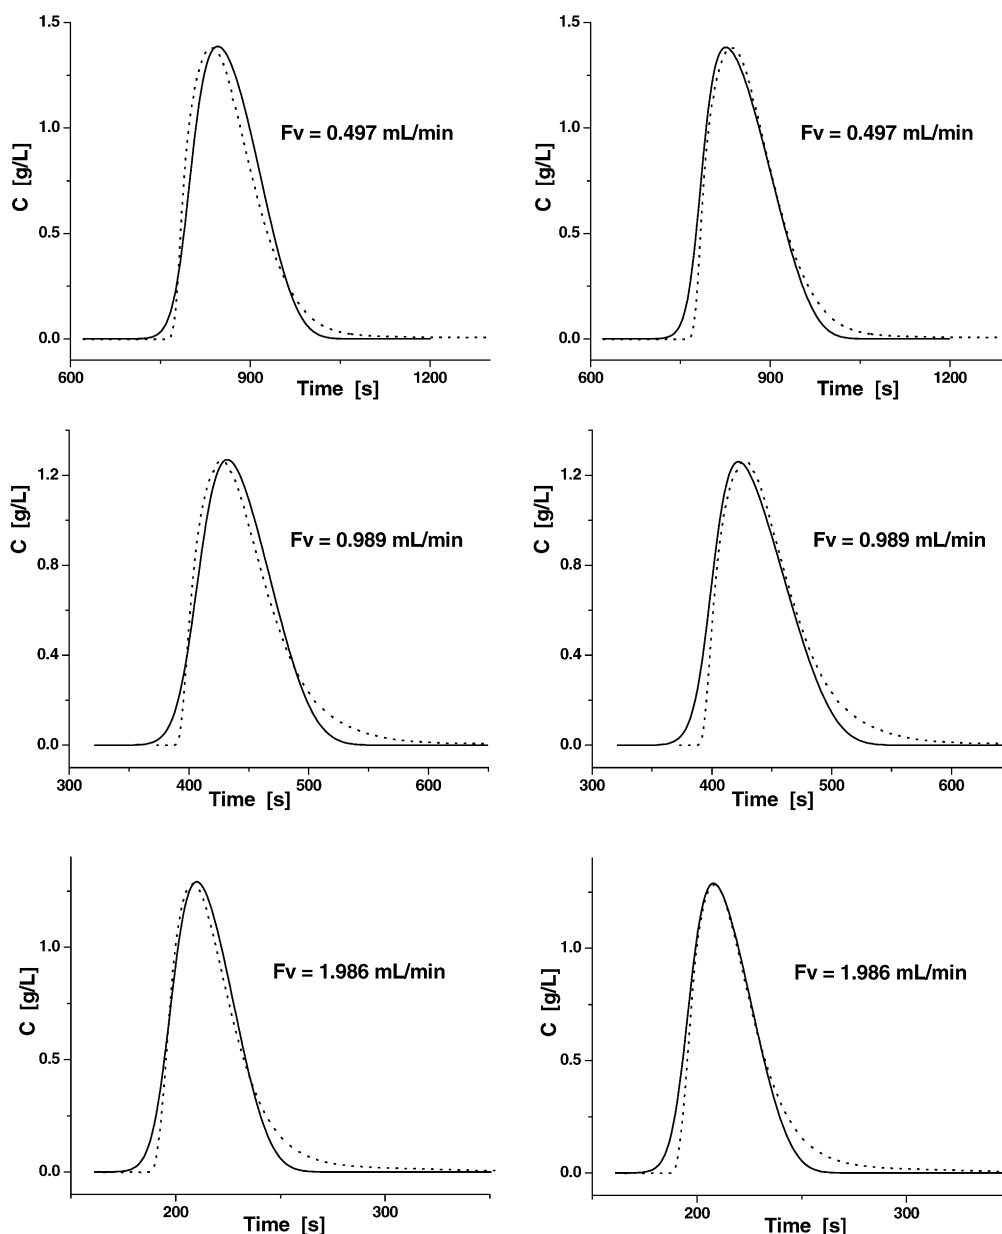 1.5
1.0
0.5
0.0
C [g/L]
Fv = 0.497 mL/min
600 900 1200
Time [s]
1.5
1.0
0.5
0.0
C [g/L]
Fv = 0.497 mL/min
600 900 1200
Time [s]
1.2
0.8
0.4
0.0
C [g/L]
Fv = 0.989 mL/min
300 400 500 600
Time [s]
1.2
0.8
0.4
0.0
C [g/L]
Fv = 0.989 mL/min
300 400 500 600
Time [s]
1.0
0.5
0.0
C [g/L]
Fv = 1.986 mL/min
200 300
Time [s]
1.0
0.5
0.0
C [g/L]
Fv = 1.986 mL/min
200 300
Time [s]